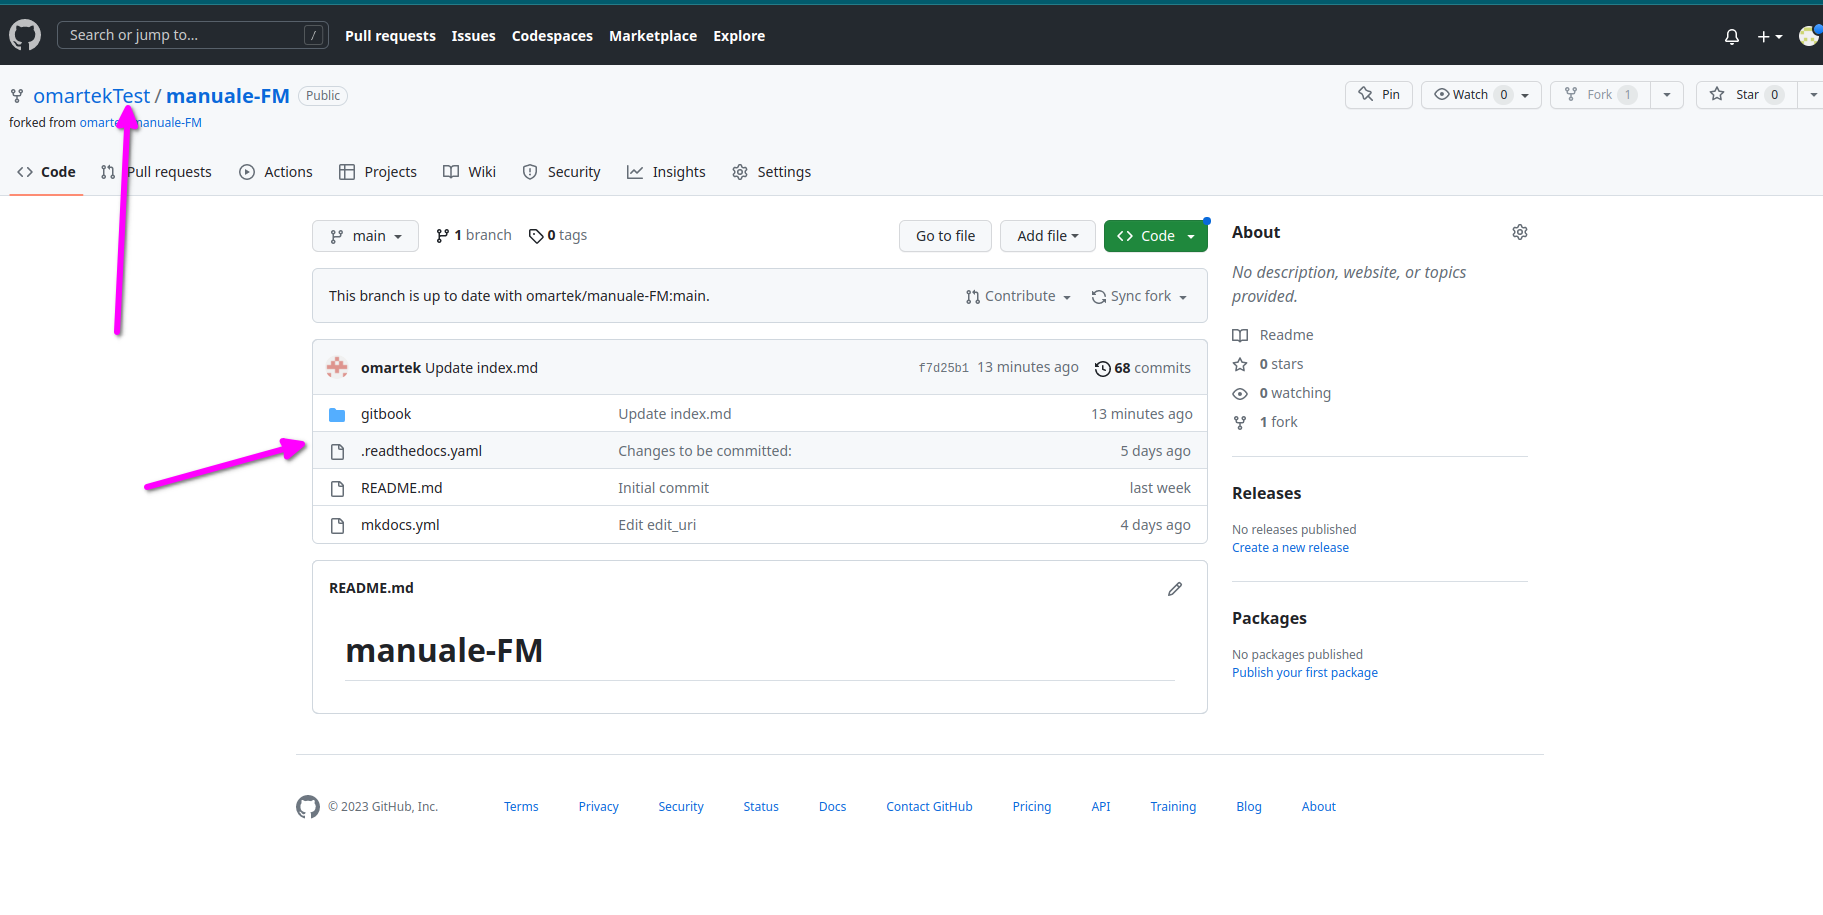 Search or jump to... / Pull requests Issues Codespaces Marketplace Explore
omartekTest / manuale-FM Public Pin Watch 0 Fork 1 Star 0
forked from omarte manuale-FM
Code Pull requests Actions Projects Wiki Security Insights Settings
main 1 branch 0 tags Go to file Add file Code
This branch is up to date with omartek/manuale-FM:main. Contribute Sync fork
omartek Update index.md f7d25b1 13 minutes ago 68 commits
gitbook Update index.md 13 minutes ago
.readthedocs.yaml Changes to be committed: 5 days ago
README.md Initial commit last week
mkdocs.yml Edit edit_uri 4 days ago
README.md
manuale-FM
About
No description, website, or topics
provided.
Readme
0 stars
0 watching
1 fork
Releases
No releases published
Create a new release
Packages
No packages published
Publish your first package
© 2023 GitHub, Inc. Terms Privacy Security Status Docs Contact GitHub Pricing API Training Blog About